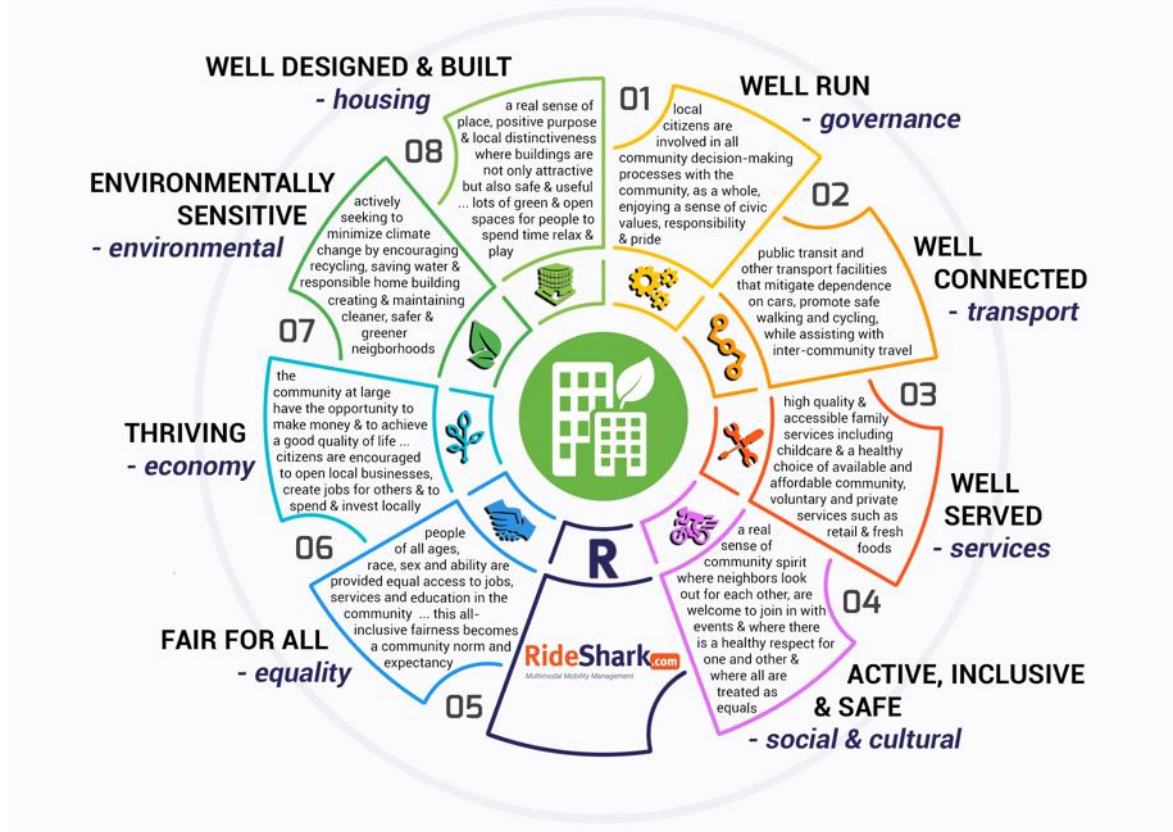 01
WELL RUN
- governance
local
citizens are
involved in all
community decision-making
processes with the
community, as a whole,
enjoying a sense of civic
values, responsibility
& pride
02
WELL
CONNECTED
- transport
public transit and
other transport facilities
that mitigate dependence
on cars, promote safe
walking and cycling,
while assisting with
inter-community travel
03
WELL
SERVED
- services
high quality &
accessible family
services including
childcare & a healthy
choice of available and
affordable community,
voluntary and private
services such as
retail & fresh
foods
04
ACTIVE, INCLUSIVE
& SAFE
- social & cultural
a real
sense of
community spirit
where neighbors look
out for each other, are
welcome to join in with
events & where there
is a healthy respect for
one and other &
where all are
treated as
equals
R
RideShark.com
Multimodal Mobility Management
05
FAIR FOR ALL
- equality
people
of all ages,
race, sex and ability are
provided equal access to jobs,
services and education in the
community ... this all-
inclusive fairness becomes
a community norm and
expectancy
06
THRIVING
- economy
the
community at large
have the opportunity to
make money & to achieve
a good quality of life ...
citizens are encouraged
to open local businesses,
create jobs for others & to
spend & invest locally
07
ENVIRONMENTALLY
SENSITIVE
- environmental
actively
seeking to
minimize climate
change by encouraging
recycling, saving water &
responsible home building
creating & maintaining
cleaner, safer &
greener
neigborhoods
08
WELL DESIGNED & BUILT
- housing
a real sense of
place, positive purpose
& local distinctiveness
where buildings are
not only attractive
but also safe & useful
... lots of green & open
spaces for people to
spend time relax &
play